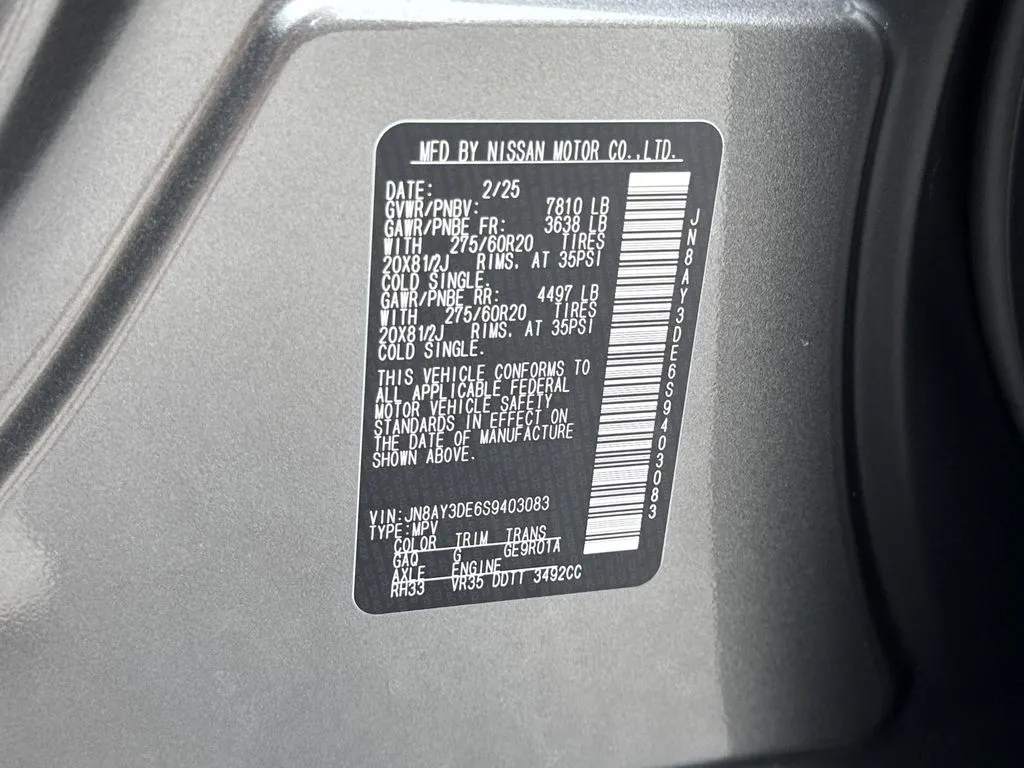 MFD BY NISSAN MOTOR CO.,LTD.
DATE: 2/25
GVWR/PNBV: 7810 LB
GAWR/PNBE FR: 3638 LB
WITH 275/60R20 TIRES
20X81/2J RIMS, AT 35PSI
COLD SINGLE.
GAWR/PNBE RR: 4497 LB
WITH 275/60R20 TIRES
20X81/2J RIMS, AT 35PSI
COLD SINGLE.
THIS VEHICLE CONFORMS TO
ALL APPLICABLE FEDERAL
MOTOR VEHICLE SAFETY
STANDARDS IN EFFECT ON
THE DATE OF MANUFACTURE
SHOWN ABOVE.
VIN: JN8AY3DE6S9403083
TYPE: MPV
COLOR TRIM TRANS
GAQ G GE9R01A
AXLE ENGINE
RH33 VR35 DDTT 3492CC
JN8AY3DE6S9403083